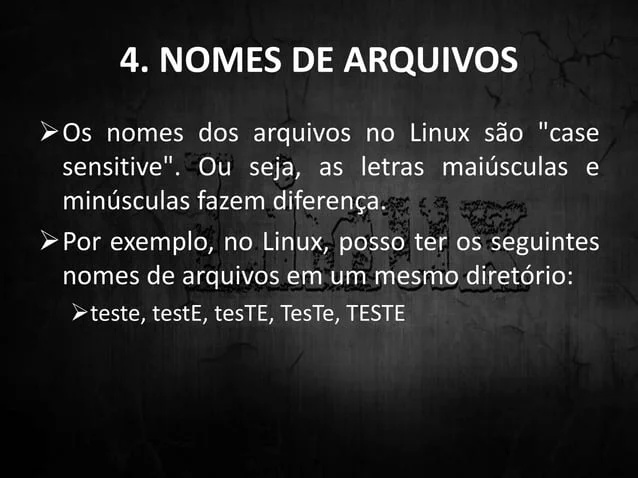 4. NOMES DE ARQUIVOS
➢Os nomes dos arquivos no Linux são "case
sensitive". Ou seja, as letras maiúsculas e
minúsculas fazem diferença.
➢Por exemplo, no Linux, posso ter os seguintes
nomes de arquivos em um mesmo diretório:
➢teste, testE, tesTE, TesTe, TESTE
Linux